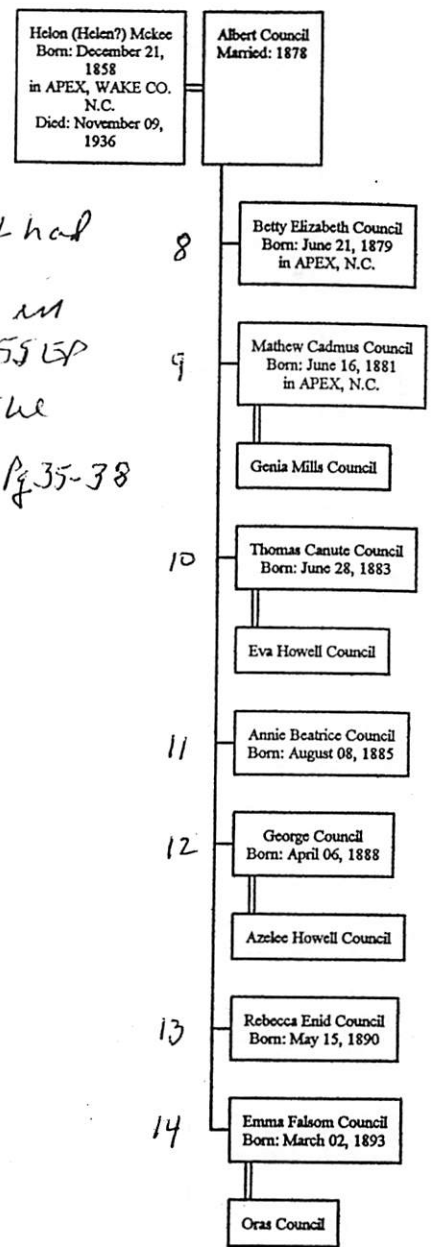 Helon (Helen?) Mckee
Born: December 21,
1858
in APEX, WAKE CO.
N.C.
Died: November 09,
1936
Albert Council
Married: 1878
had
in
Pg 35-38
8
Betty Elizabeth Council
Born: June 21, 1879
in APEX, N.C.
9
Mathew Cadmus Council
Born: June 16, 1881
in APEX, N.C.
Genia Mills Council
10
Thomas Canute Council
Born: June 28, 1883
Eva Howell Council
11
Annie Beatrice Council
Born: August 08, 1885
12
George Council
Born: April 06, 1888
Azelee Howell Council
13
Rebecca Enid Council
Born: May 15, 1890
14
Emma Falsom Council
Born: March 02, 1893
Oras Council